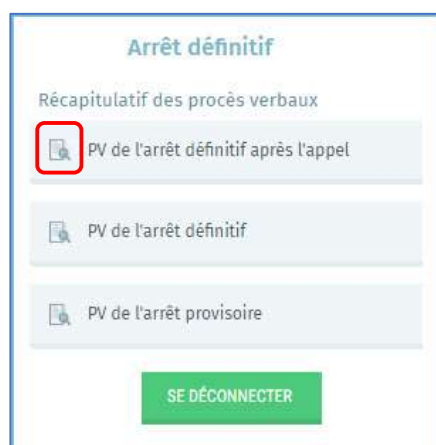 Arrêt définitif
Récapitulatif des procès verbaux
PV de l'arrêt définitif après l'appel
PV de l'arrêt définitif
PV de l'arrêt provisoire
SE DÉCONNECTER